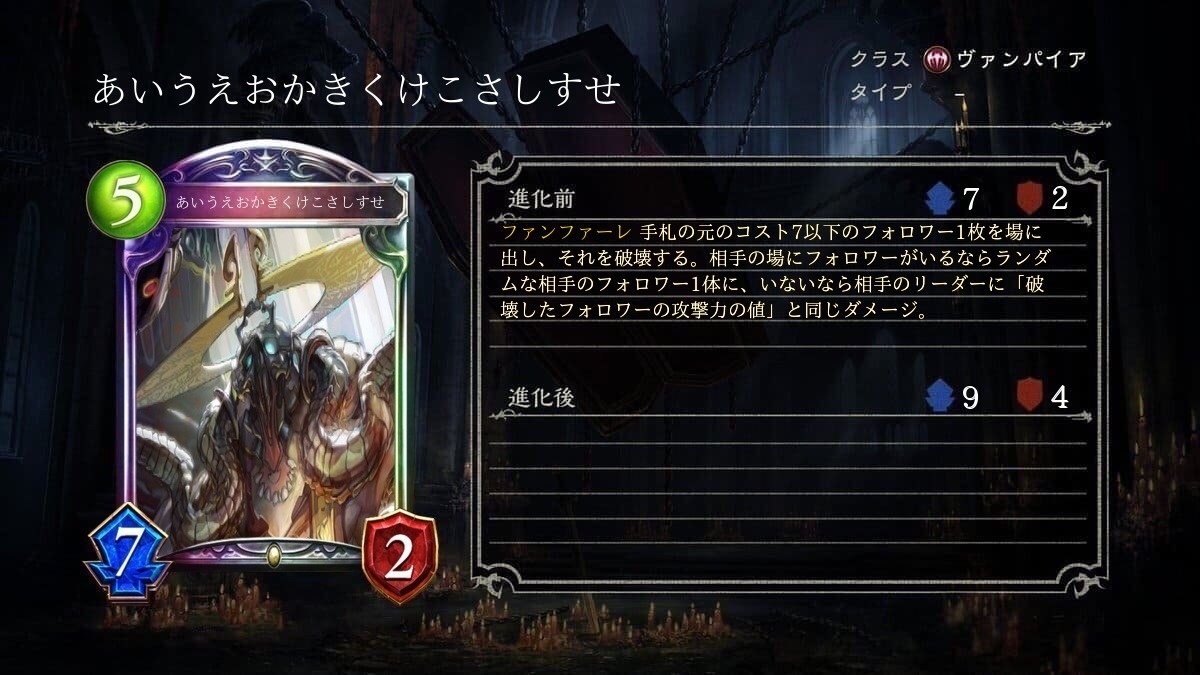 クラス ヴァンパイア
あいうえおかきくけこさしすせ
タイプ -
5
あいうえおかきくけこさしすせ
7
2
進化前 7 2
ファンファーレ 手札の元のコスト7以下のフォロワー1枚を場に
出し、それを破壊する。相手の場にフォロワーがいるならランダ
ムな相手のフォロワー1体に、いないなら相手のリーダーに「破
壊したフォロワーの攻撃力の値」と同じダメージ。
進化後 9 4